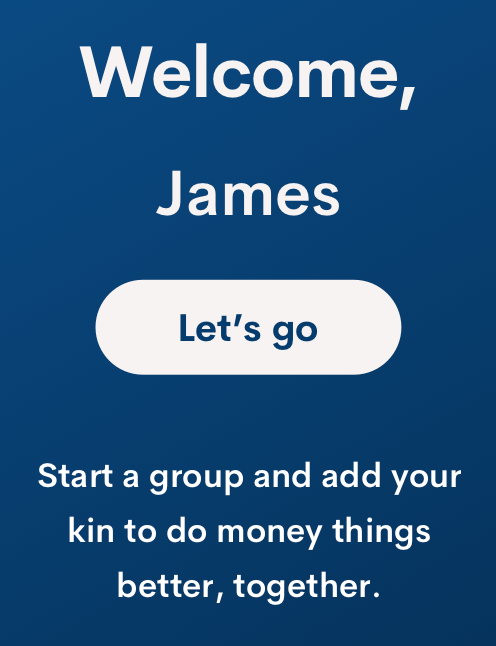 Welcome,
James
Let’s go
Start a group and add your
kin to do money things
better, together.